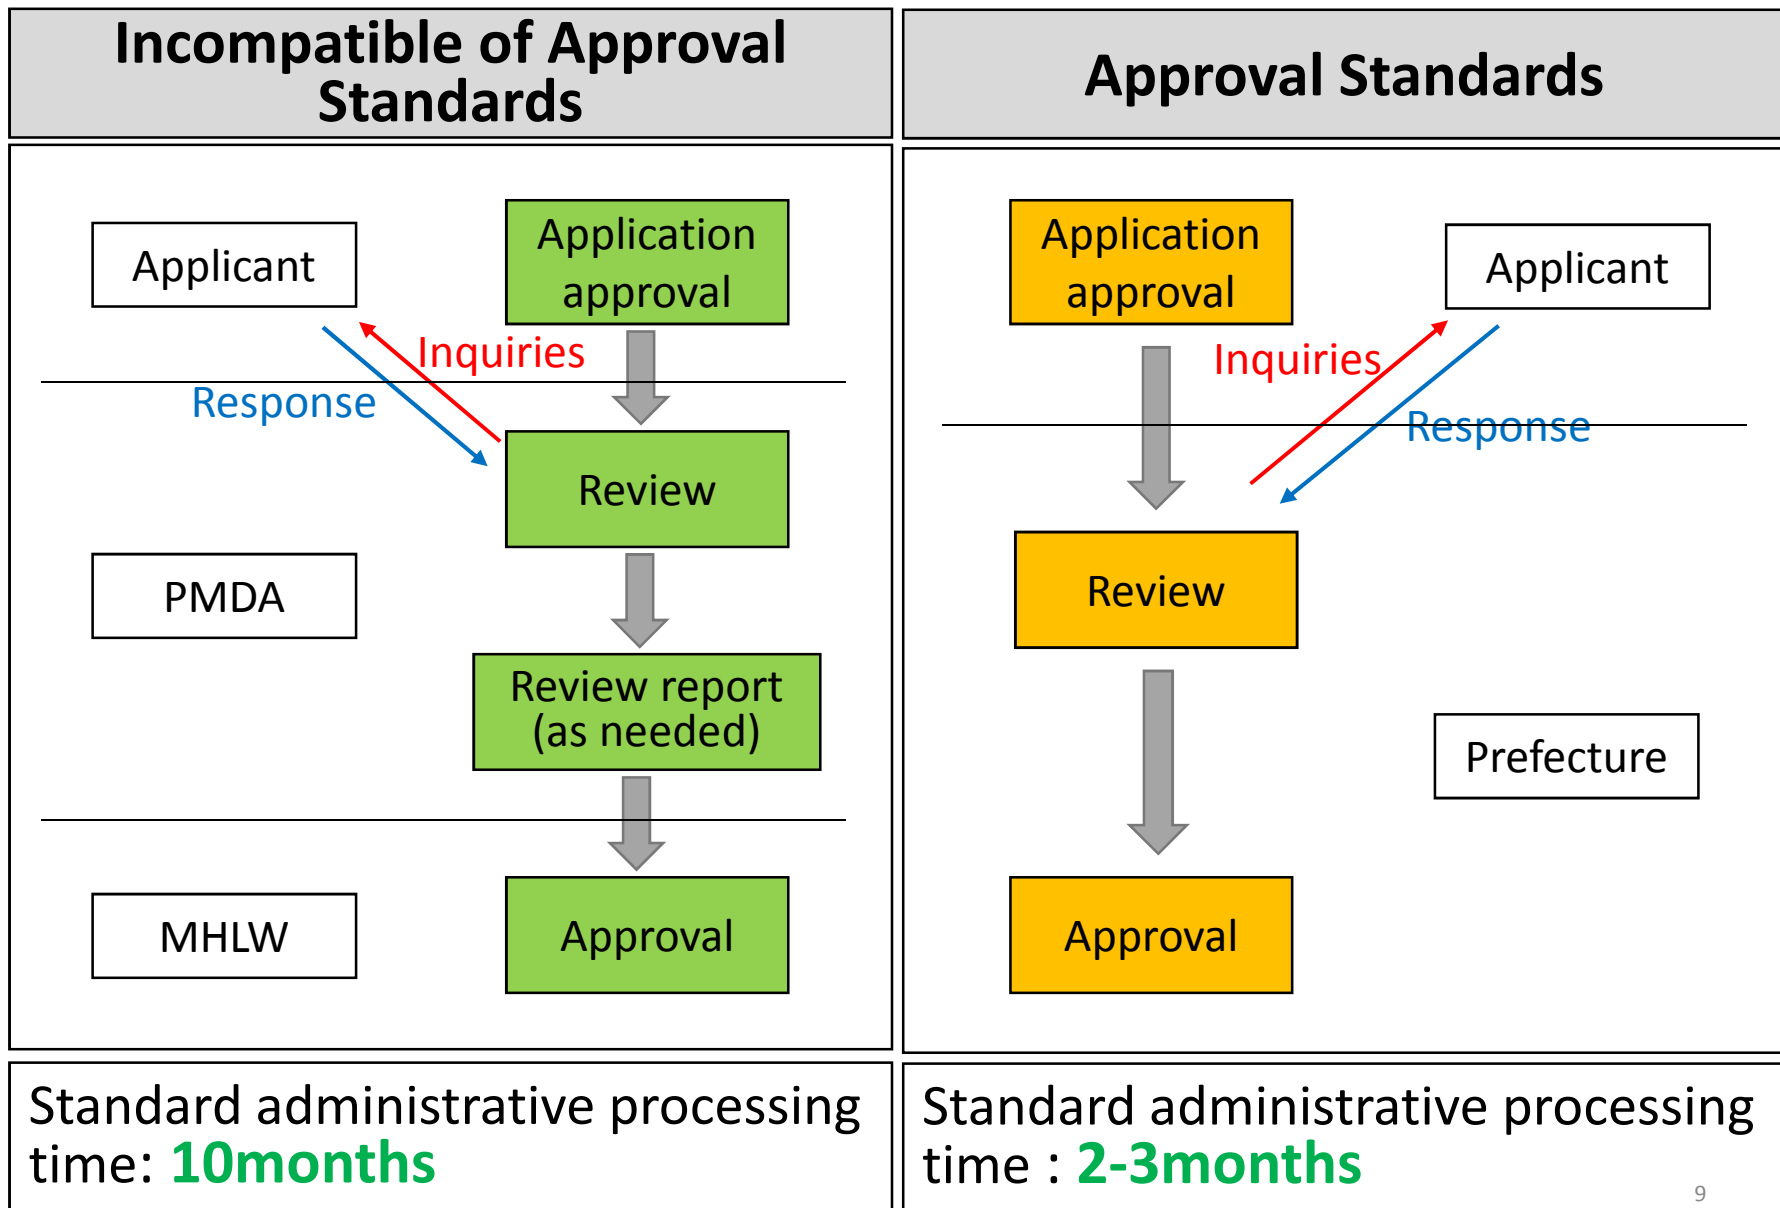 Incompatible of Approval
Standards
Applicant
Application
approval
Inquiries
Response
Review
PMDA
Review report
(as needed)
MHLW
Approval
Standard administrative processing
time: 10months
Approval Standards
Application
approval
Applicant
Inquiries
Response
Review
Prefecture
Approval
Standard administrative processing
time : 2-3months
9